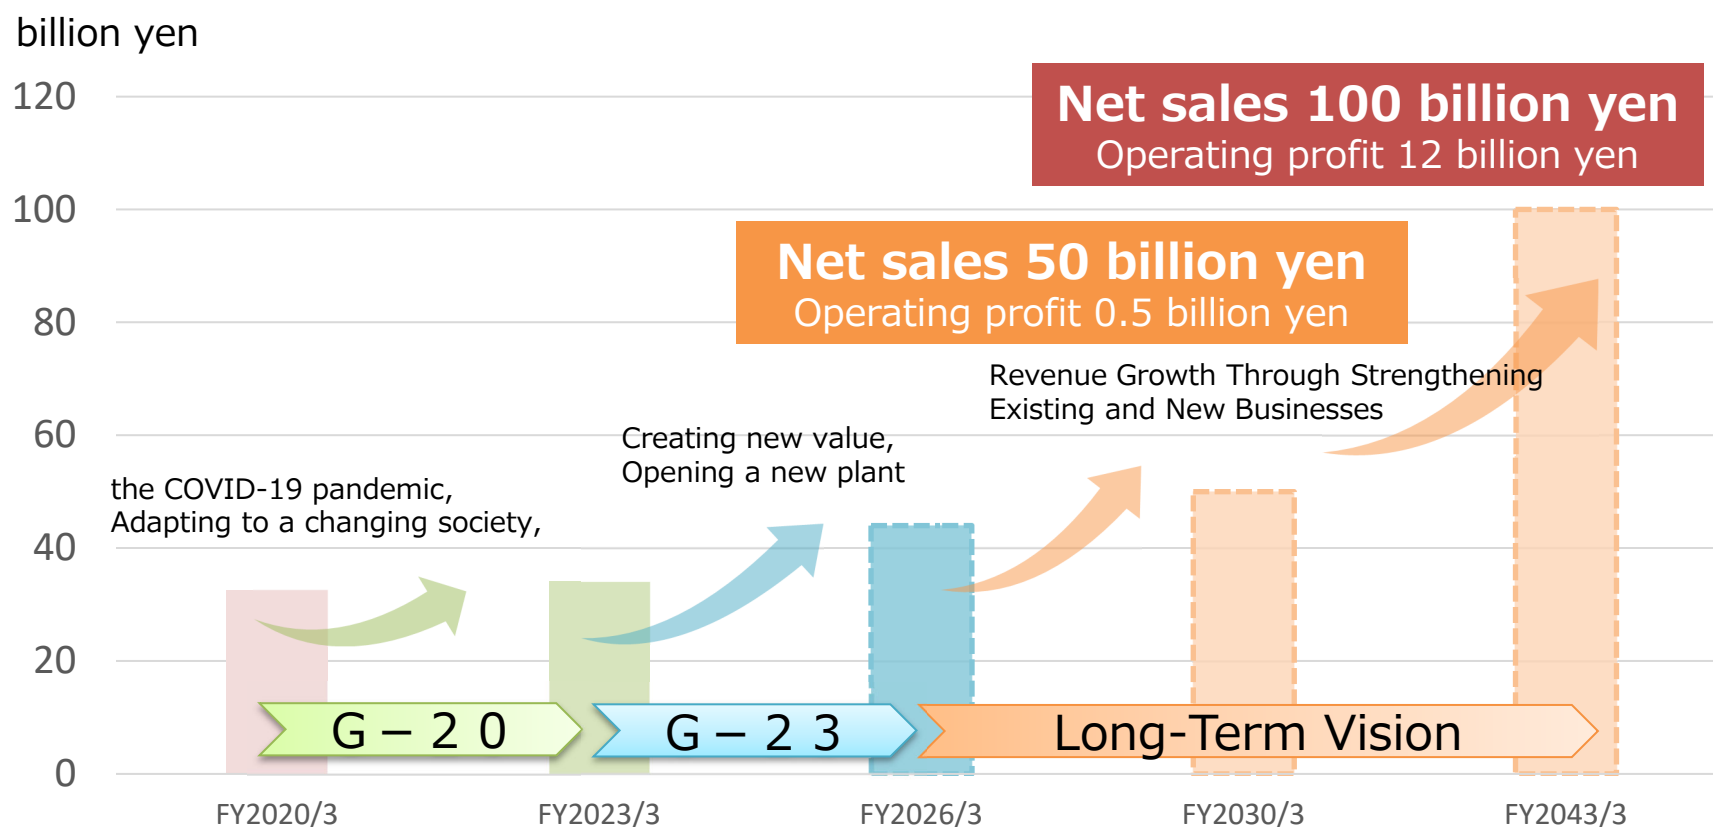 billion yen
120
Net sales 100 billion yen
Operating profit 12 billion yen
100
Net sales 50 billion yen
Operating profit 0.5 billion yen
80
Revenue Growth Through Strengthening
Existing and New Businesses
60
Creating new value,
Opening a new plant
the COVID-19 pandemic,
Adapting to a changing society,
40
20
G－２０
G－２３
Long-Term Vision
0
FY2020/3
FY2023/3
FY2026/3
FY2030/3
FY2043/3